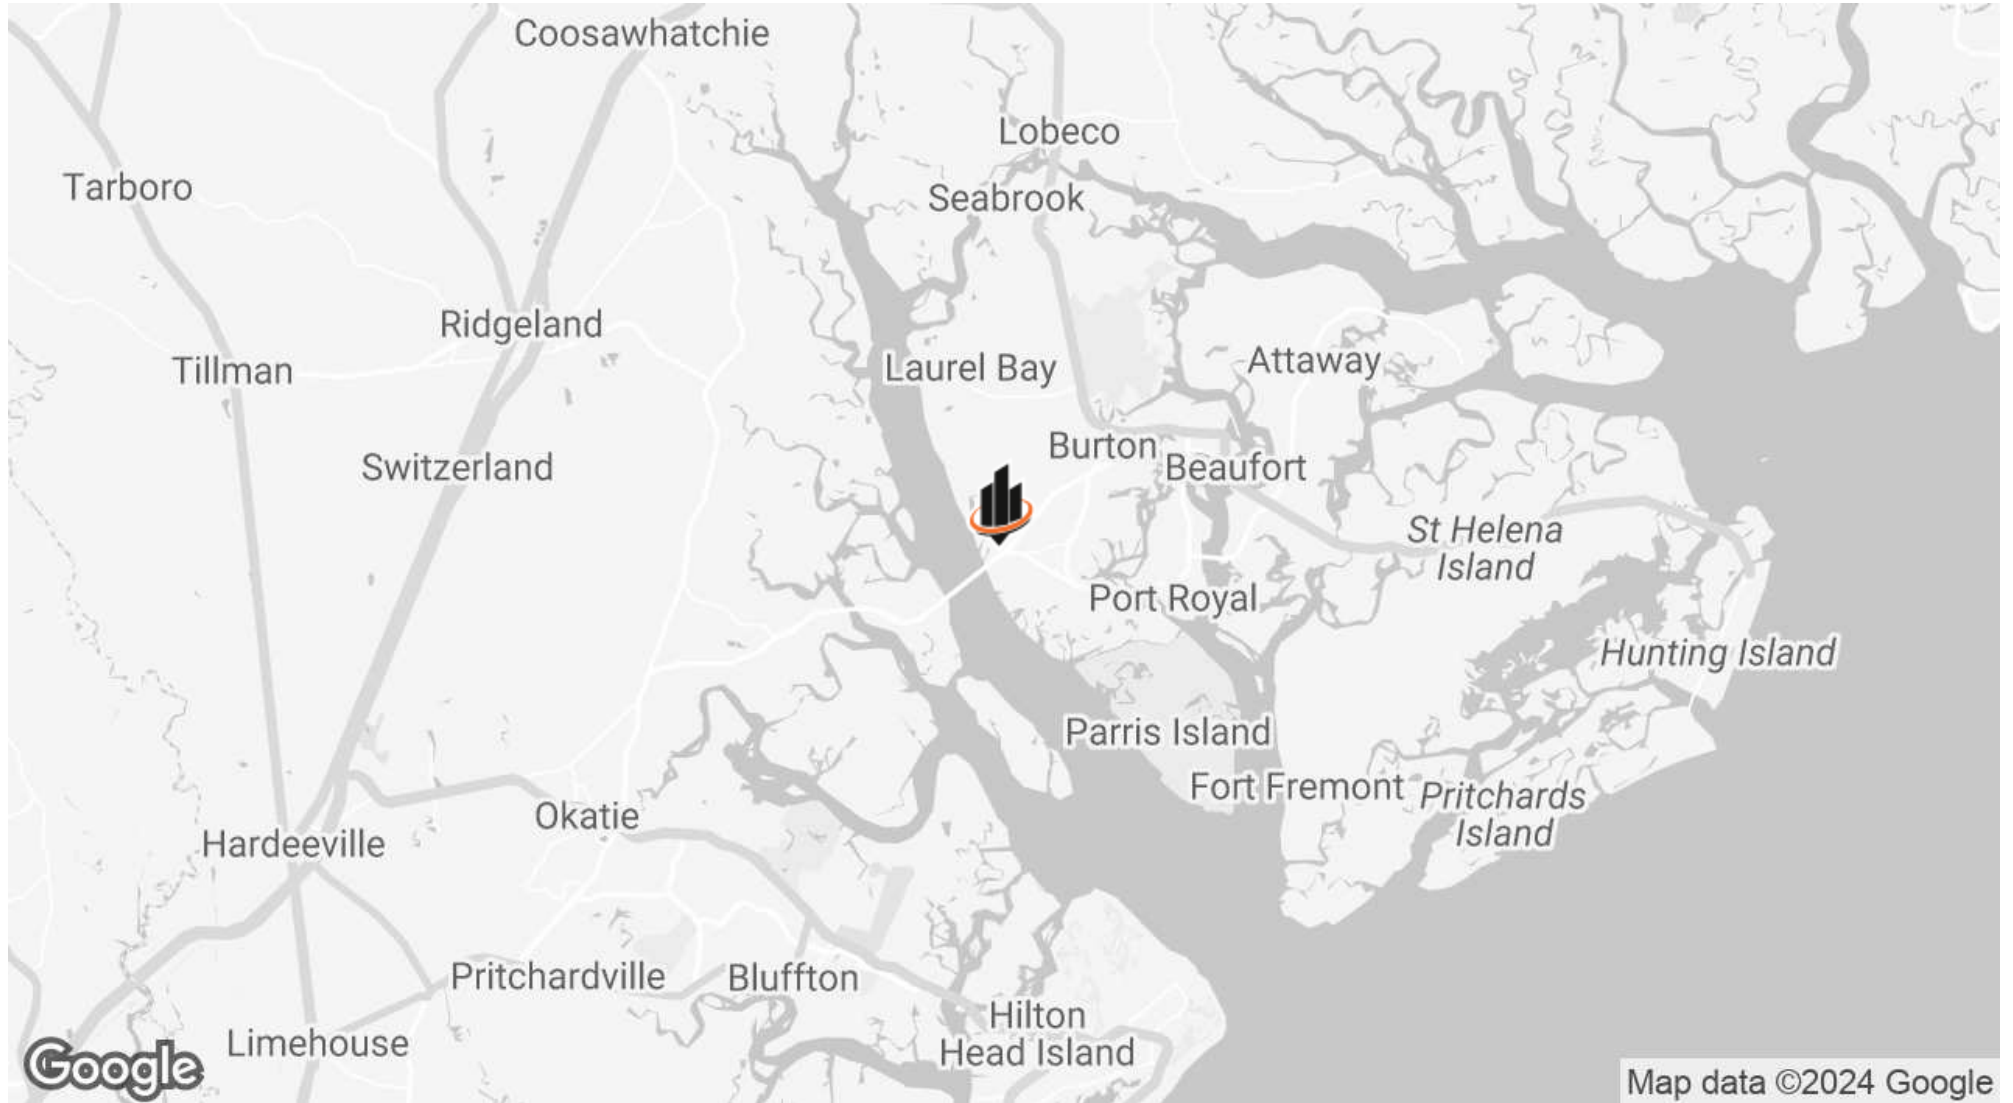 Coosawhatchie
Lobeco
Tarboro
Seabrook
Ridgeland
Laurel Bay
Attaway
Tillman
Burton
Switzerland
Beaufort
St Helena
Island
Port Royal
Hunting Island
Parris Island
Fort Fremont
Pritchards
Island
Okatie
Hardeeville
Pritchardville
Bluffton
Hilton
Head Island
Limehouse
Google
Map data ©2024 Google